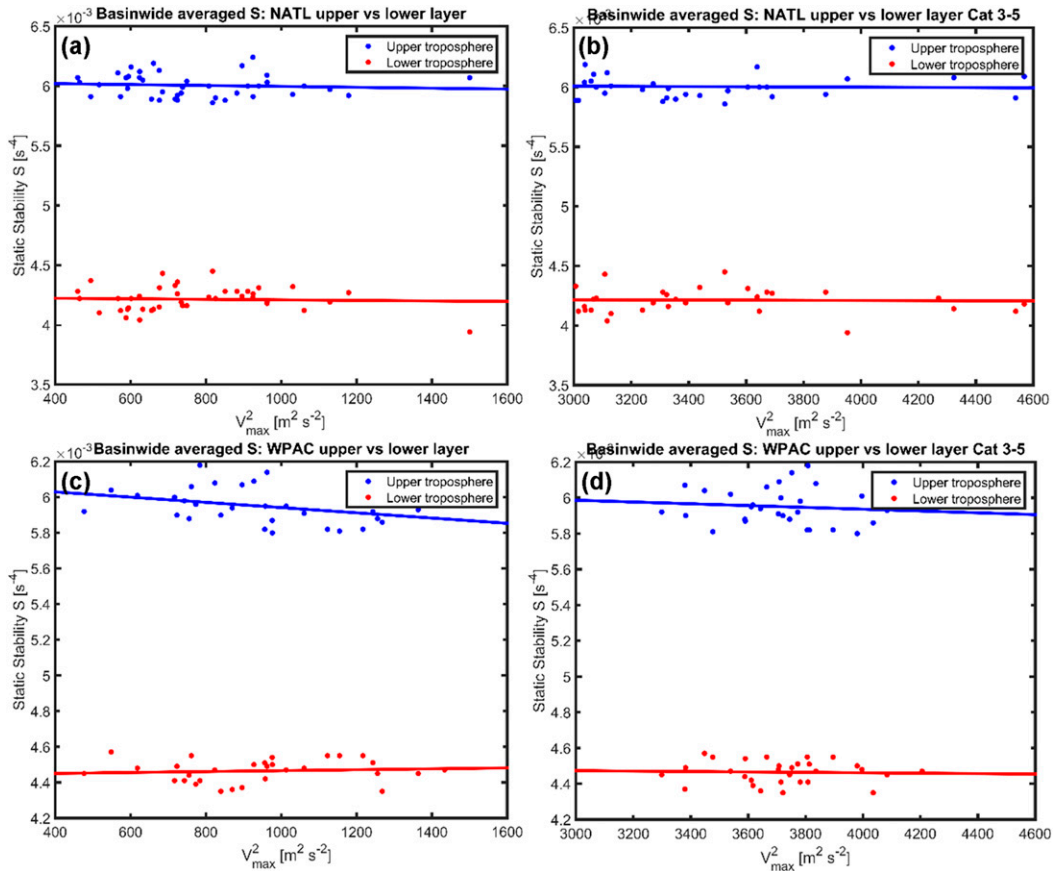 Basinwide averaged S: NATL upper vs lower layer
(a)
6.5
6
5.5
5
4.5
4
3.5
×10-3
Static Stability S [s-4]
Upper troposphere
Lower troposphere
400 600 800 1000 1200 1400 1600
V2max [m2 s-2]
Basinwide averaged S: NATL upper vs lower layer Cat 3-5
(b)
6.5
6
5.5
5
4.5
4
3.5
Static Stability S [s-4]
Upper troposphere
Lower troposphere
3000 3200 3400 3600 3800 4000 4200 4400 4600
V2max [m2 s-2]
Basinwide averaged S: WPAC upper vs lower layer
(c)
6.2
6
5.8
5.6
5.4
5.2
5
4.8
4.6
4.4
4.2
×10-3
Static Stability S [s-4]
Upper troposphere
Lower troposphere
400 600 800 1000 1200 1400 1600
V2max [m2 s-2]
Basinwide averaged S: WPAC upper vs lower layer Cat 3-5
(d)
6.2
6
5.8
5.6
5.4
5.2
5
4.8
4.6
4.4
4.2
Static Stability S [s-4]
Upper troposphere
Lower troposphere
3000 3200 3400 3600 3800 4000 4200 4400 4600
V2max [m2 s-2]